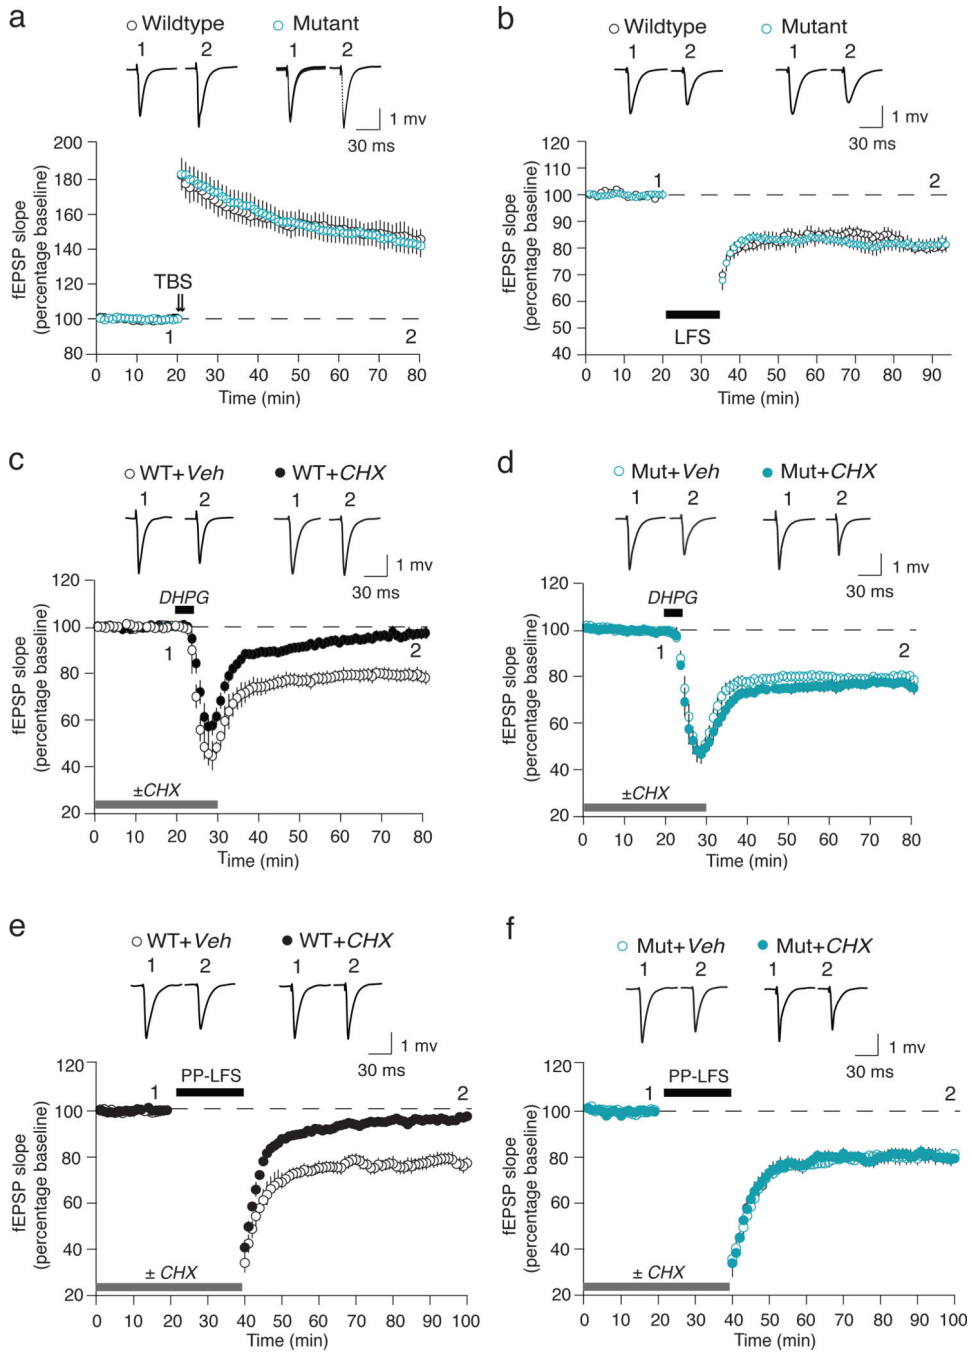 a
Wildtype Mutant
1 2 1 2
1 mv
30 ms
200
180
160
140
120
100
80
fEPSP slope
(percentage baseline)
TBS
1 2
0 10 20 30 40 50 60 70 80
Time (min)
b
Wildtype Mutant
1 2 1 2
1 mv
30 ms
120
110
100
90
80
70
60
50
40
fEPSP slope
(percentage baseline)
1 2
LFS
0 10 20 30 40 50 60 70 80 90
Time (min)
c
WT+Veh WT+CHX
1 2 1 2
1 mv
30 ms
120
100
80
60
40
20
fEPSP slope
(percentage baseline)
DHPG
1 2
±CHX
0 10 20 30 40 50 60 70 80
Time (min)
d
Mut+Veh Mut+CHX
1 2 1 2
1 mv
30 ms
120
100
80
60
40
20
fEPSP slope
(percentage baseline)
DHPG
1 2
±CHX
0 10 20 30 40 50 60 70 80
Time (min)
e
WT+Veh WT+CHX
1 2 1 2
1 mv
30 ms
120
100
80
60
40
20
fEPSP slope
(percentage baseline)
PP-LFS
1 2
± CHX
0 10 20 30 40 50 60 70 80 90 100
Time (min)
f
Mut+Veh Mut+CHX
1 2 1 2
1 mv
30 ms
120
100
80
60
40
20
fEPSP slope
(percentage baseline)
PP-LFS
1 2
± CHX
0 10 20 30 40 50 60 70 80 90 100
Time (min)